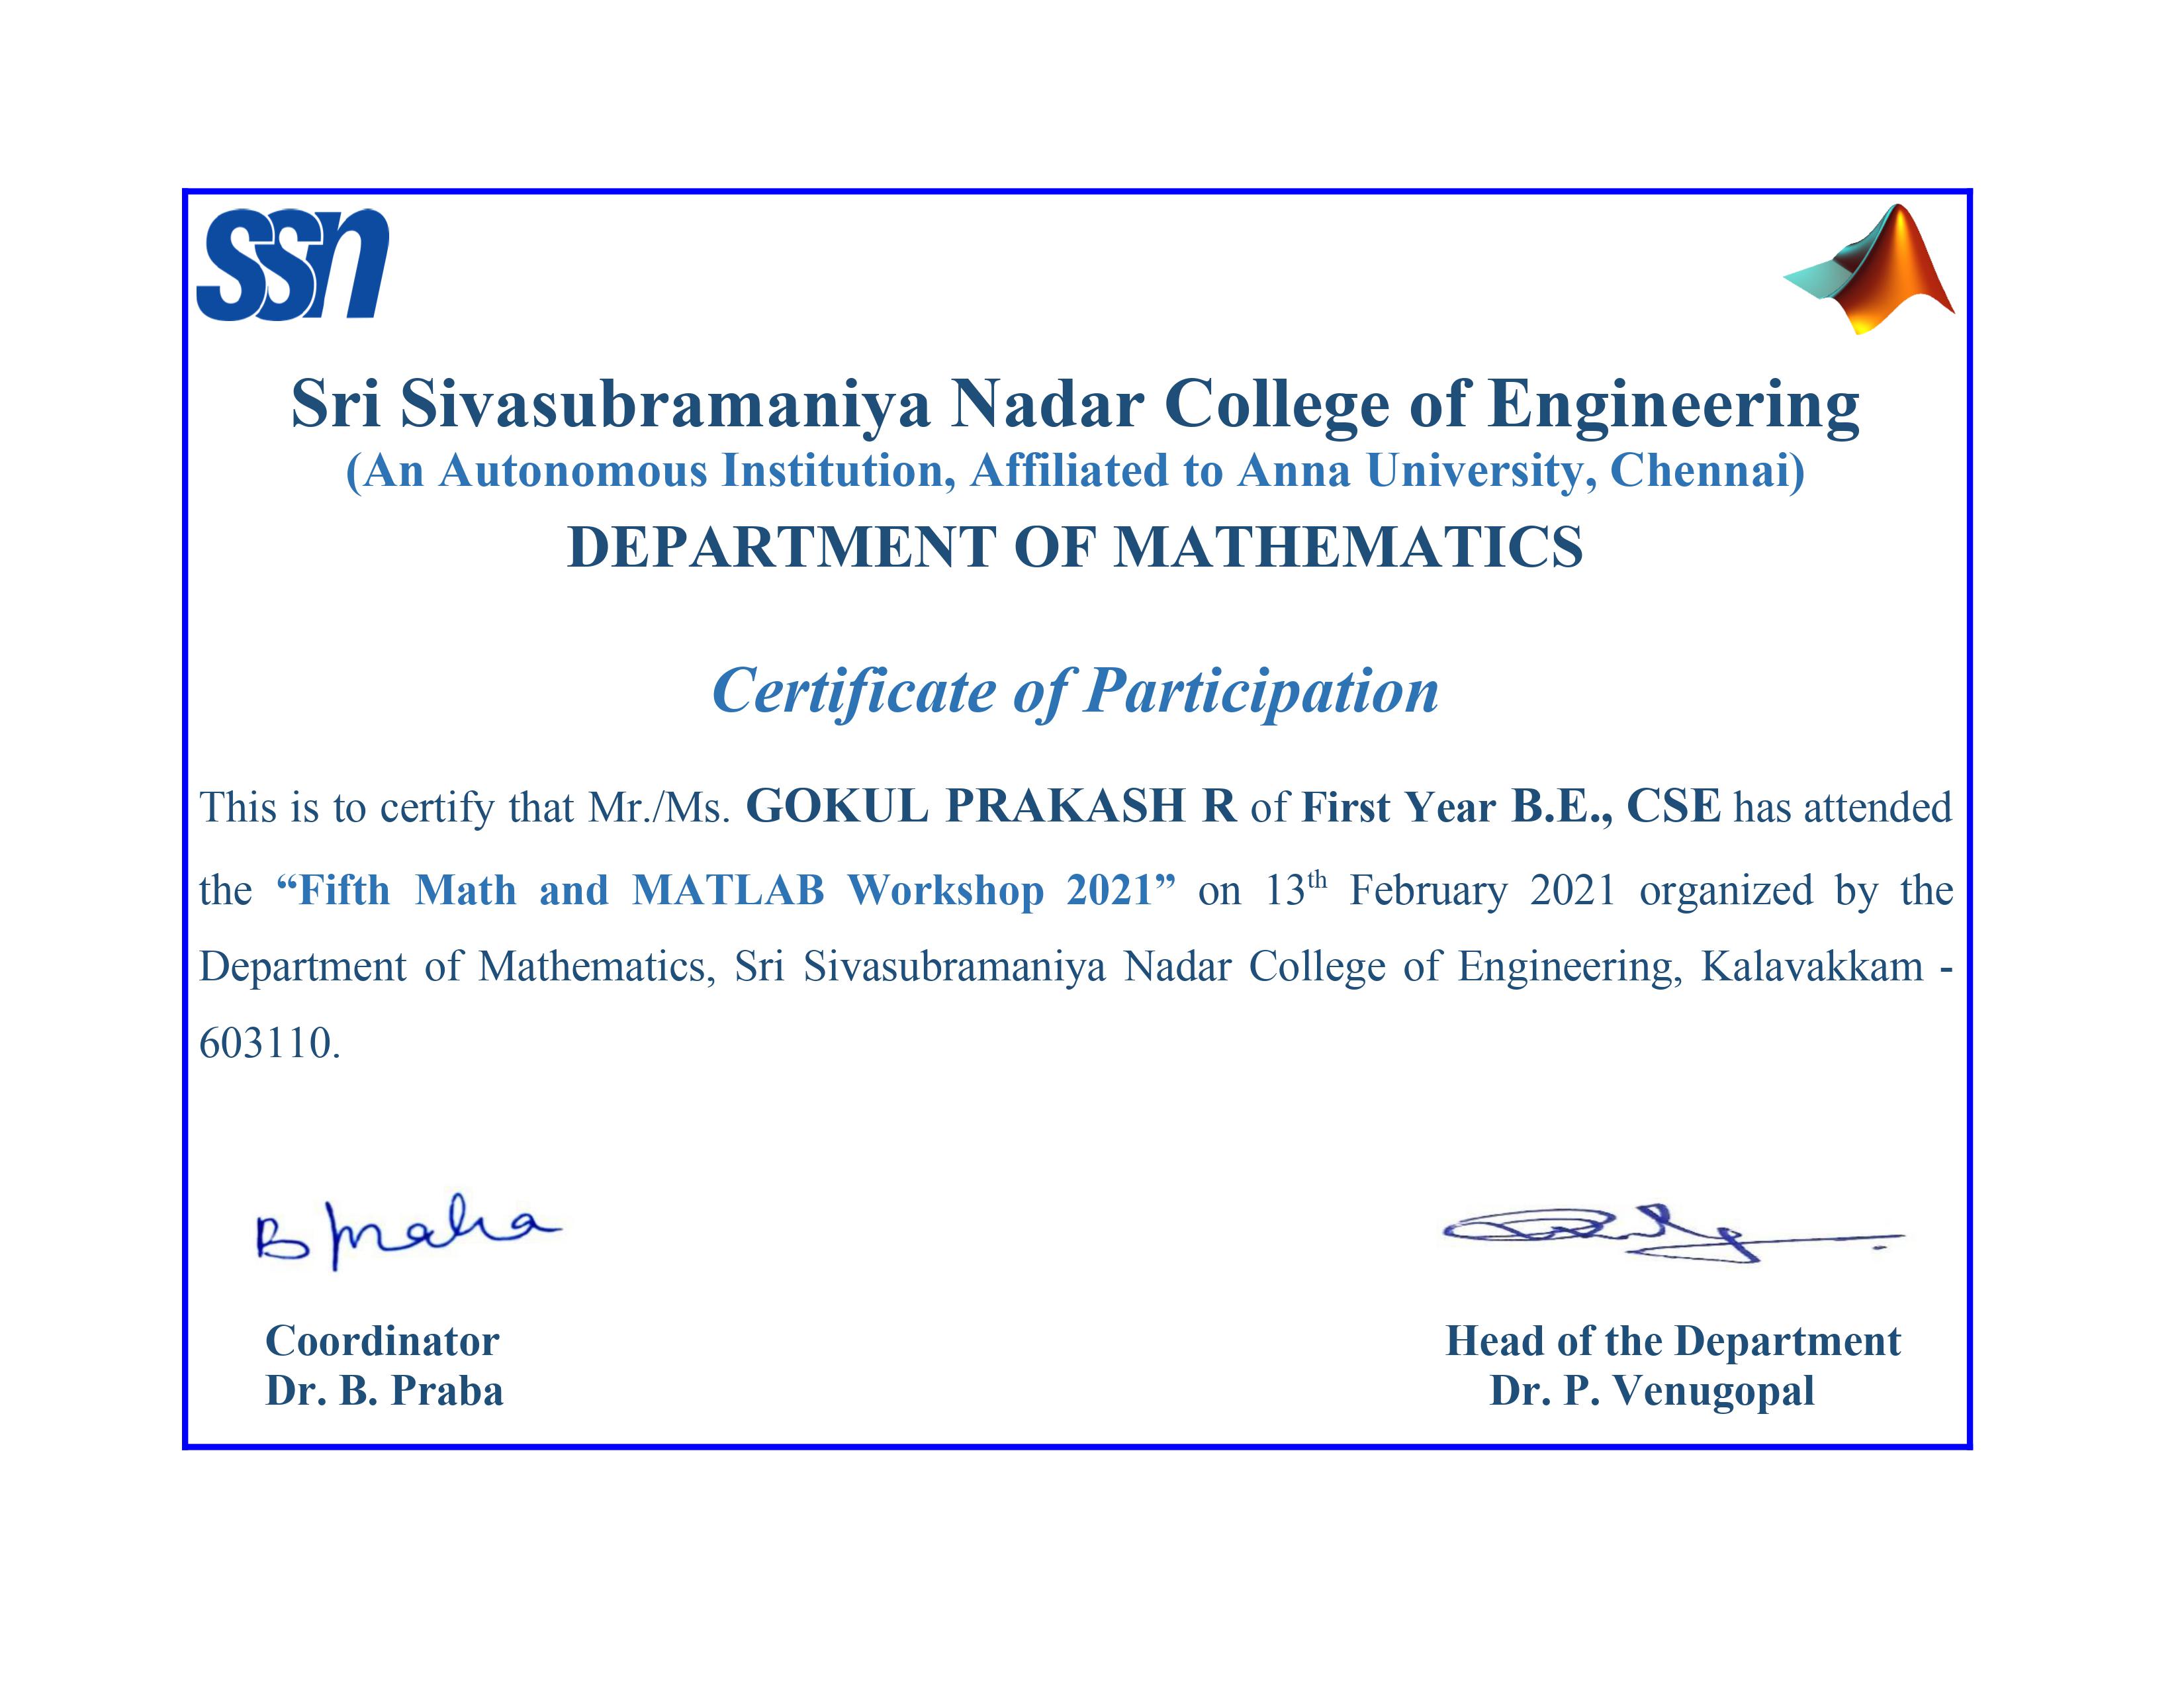 ssn
Sri Sivasubramaniya Nadar College of Engineering
(An Autonomous Institution, Affiliated to Anna University, Chennai)
DEPARTMENT OF MATHEMATICS
Certificate of Participation
This is to certify that Mr./Ms. GOKUL PRAKASH R of First Year B.E., CSE has attended
the “Fifth Math and MATLAB Workshop 2021” on 13th February 2021 organized by the
Department of Mathematics, Sri Sivasubramaniya Nadar College of Engineering, Kalavakkam -
603110.
B Praba
Coordinator
Dr. B. Praba
Head of the Department
Dr. P. Venugopal